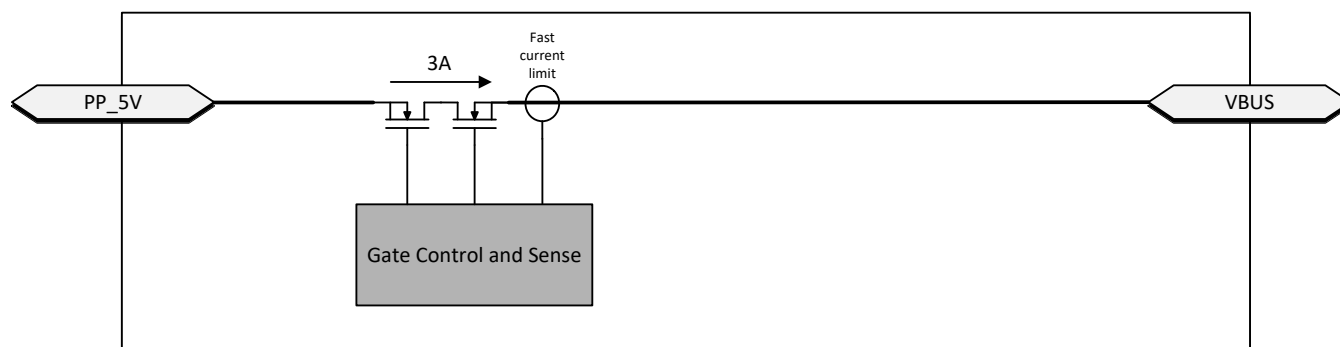 Fast
current
limit
3A
PP_5V
VBUS
Gate Control and Sense